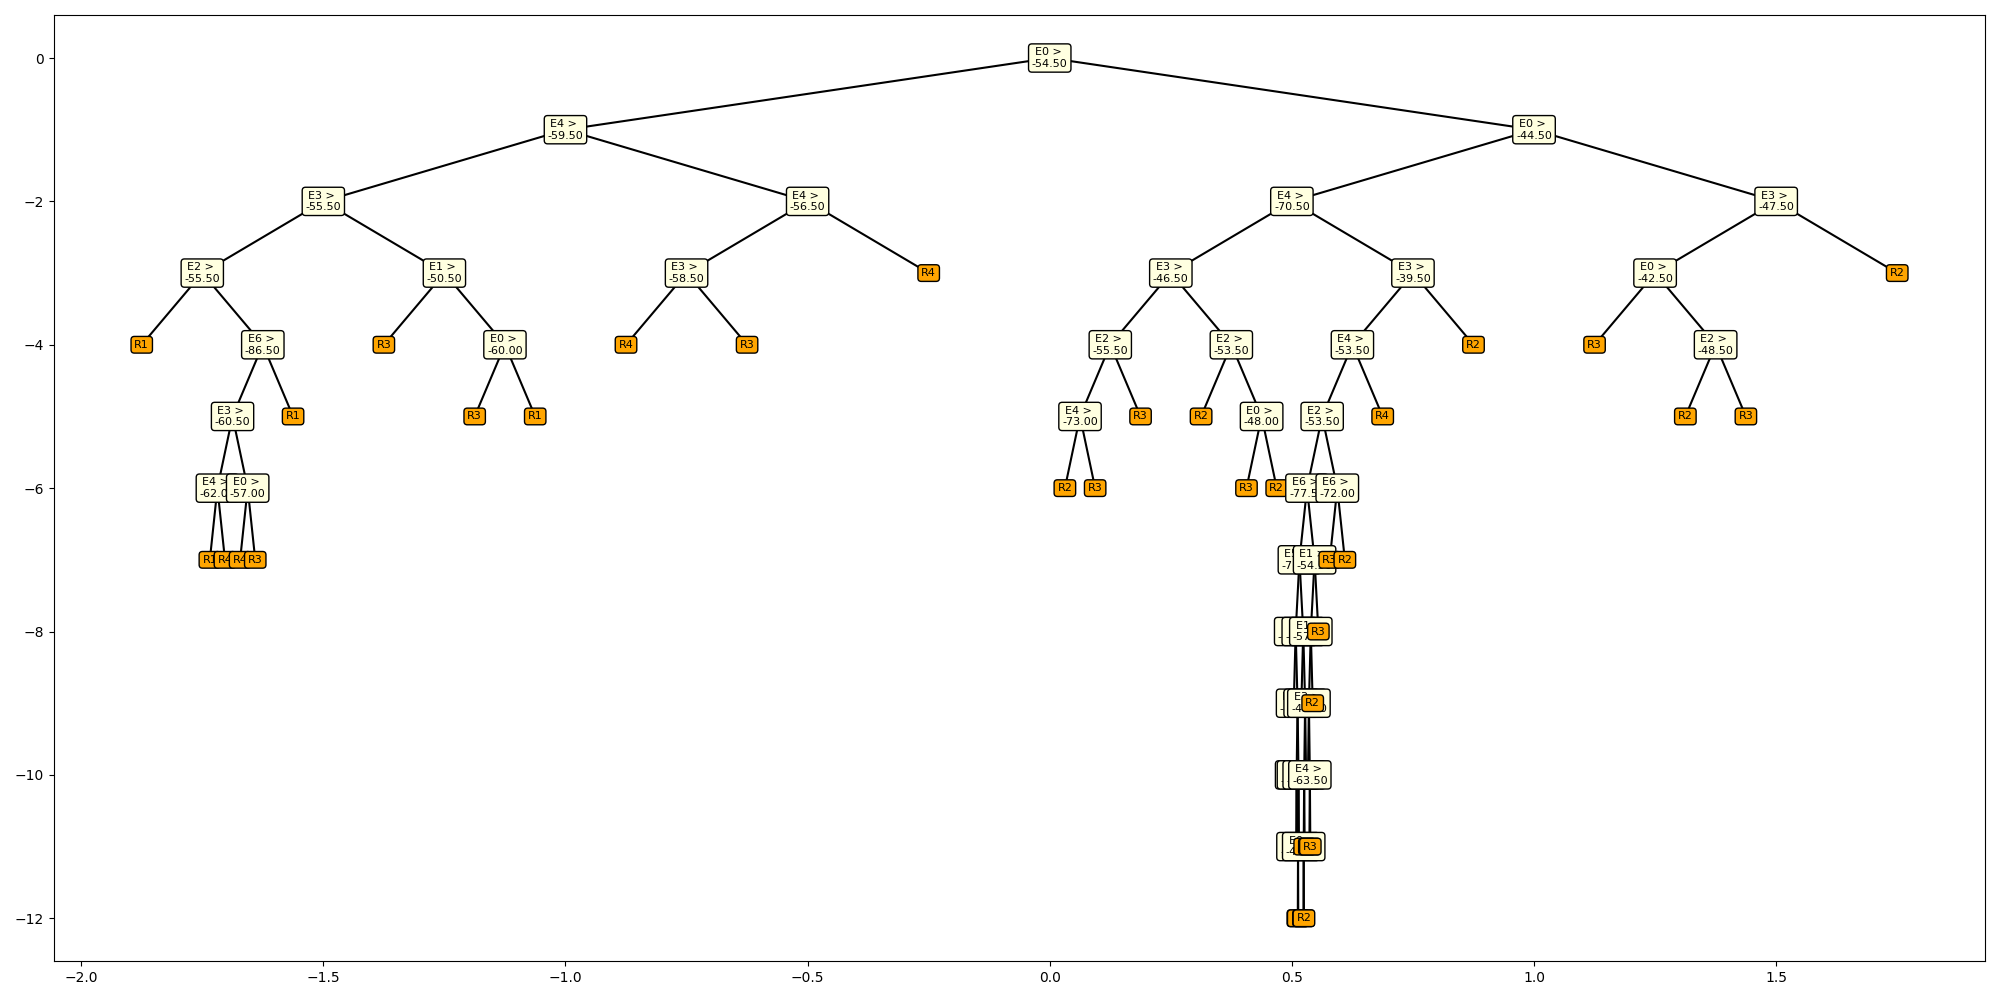 E0 >
-54.50
E4 >
-59.50
E0 >
-44.50
E3 >
-55.50
E4 >
-56.50
E4 >
-70.50
E3 >
-47.50
E2 >
-55.50
E1 >
-50.50
E3 >
-58.50
R4
E3 >
-46.50
E3 >
-39.50
E0 >
-42.50
R2
R1
E6 >
-86.50
R3
E0 >
-60.00
R4
R3
E2 >
-55.50
E2 >
-53.50
E4 >
-53.50
R2
R3
E2 >
-48.50
E3 >
-60.50
R1
R3
R1
E4 >
-73.00
R3
R2
E0 >
-48.00
E2 >
-53.50
R4
R2
R3
E4 >
-62.0
E0 >
-57.00
R2
R3
R3
R2
E6 >
-77.5
E6 >
-72.00
R1
R4
R4
R3
E1
-54.
R3
R2
E1
R3
R2
E4 >
-63.50
R3
R2
0
−2
−4
−6
−8
−10
−12
−2.0
−1.5
−1.0
−0.5
0.0
0.5
1.0
1.5